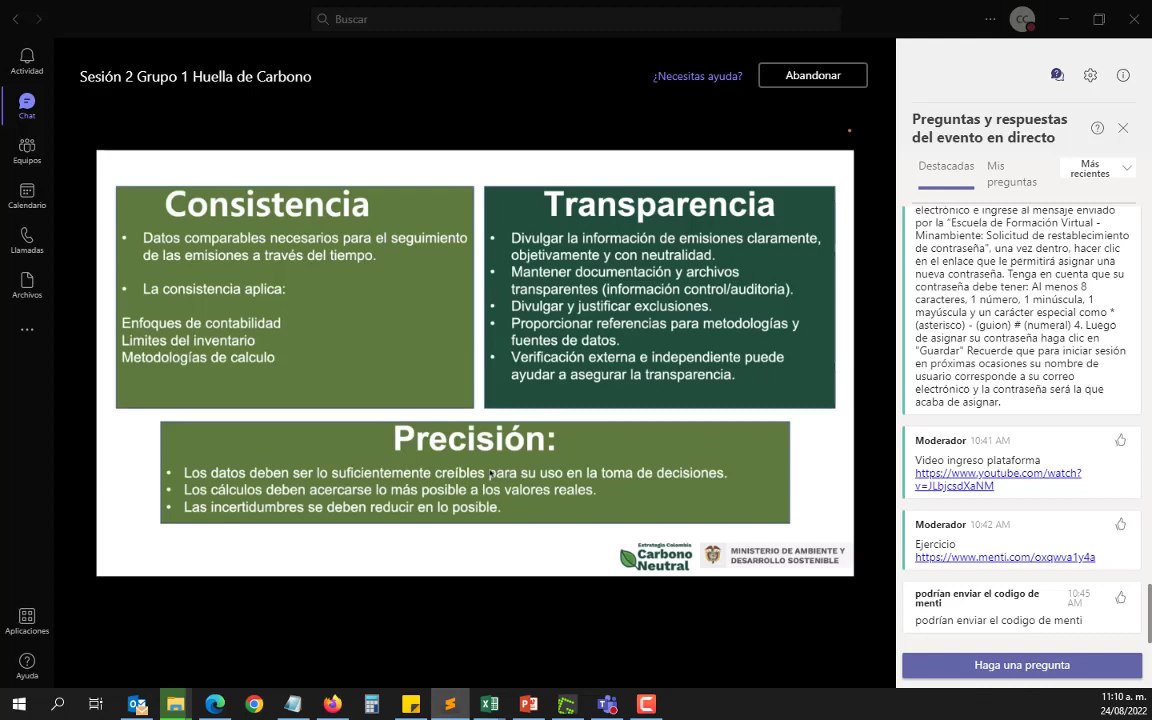 Buscar
CC
Actividad
Chat
Equipos
Calendario
Llamadas
Archivos
Aplicaciones
Ayuda
Sesión 2 Grupo 1 Huella de Carbono
¿Necesitas ayuda?
Abandonar
Consistencia
• Datos comparables necesarios para el seguimiento
de las emisiones a través del tiempo.
• La consistencia aplica:
Enfoques de contabilidad
Limites del inventario
Metodologías de calculo
Transparencia
• Divulgar la información de emisiones claramente,
objetivamente y con neutralidad.
• Mantener documentación y archivos
transparentes (información control/auditoria).
• Divulgar y justificar exclusiones.
• Proporcionar referencias para metodologías y
fuentes de datos.
• Verificación externa e independiente puede
ayudar a asegurar la transparencia.
Precisión:
• Los datos deben ser lo suficientemente creíbles para su uso en la toma de decisiones.
• Los cálculos deben acercarse lo más posible a los valores reales.
• Las incertidumbres se deben reducir en lo posible.
Estrategia Colombia
Carbono
Neutral
MINISTERIO DE AMBIENTE Y
DESARROLLO SOSTENIBLE
Preguntas y respuestas
del evento en directo
Destacadas
Mis
preguntas
Más
recientes
electrónico e ingrese al mensaje enviado
por la "Escuela de Formación Virtual -
Minambiente: Solicitud de restablecimiento
de contraseña", una vez dentro, hacer clic
en el enlace que le permitirá asignar una
nueva contraseña. Tenga en cuenta que su
contraseña debe tener: Al menos 8
caracteres, 1 número, 1 minúscula, 1
mayúscula y un carácter especial como *
(asterisco) - (guion) # (numeral) 4. Luego
de asignar su contraseña haga clic en
"Guardar" Recuerde que para iniciar sesión
en próximas ocasiones su nombre de
usuario corresponde a su correo
electrónico y la contraseña será la que
acaba de asignar.
Moderador 10:41 AM
Video ingreso plataforma
https://www.youtube.com/watch?
v=JLbjcsdXaNM
Moderador 10:42 AM
Ejercicio
https://www.menti.com/oxqwva1y4a
podrían enviar el codigo de
menti
10:45
AM
podrían enviar el codigo de menti
Haga una pregunta
11:10 a. m.
24/08/2022